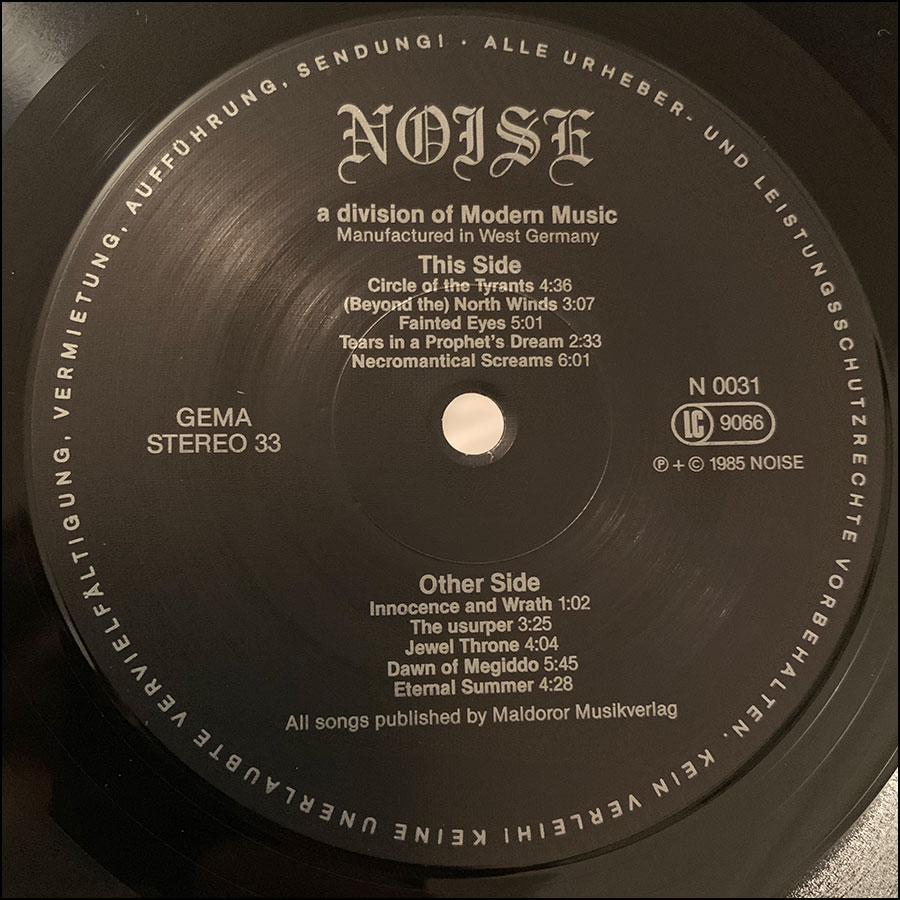 NOISE
a division of Modern Music
Manufactured in West Germany
This Side
Circle of the Tyrants 4:36
(Beyond the) North Winds 3:07
Fainted Eyes 5:01
Tears in a Prophet's Dream 2:33
Necromantical Screams 6:01
GEMA
STEREO 33
N 0031
LC 9066
Ⓟ + © 1985 NOISE
Other Side
Innocence and Wrath 1:02
The usurper 3:25
Jewel Throne 4:04
Dawn of Megiddo 5:45
Eternal Summer 4:28
All songs published by Maldoror Musikverlag
· ALLE URHEBER- UND LEISTUNGSSCHUTZRECHTE VORBEHALTEN. KEIN VERLEIH! KEINE UNERLAUBTE VERVIELFÄLTIGUNG, VERMIETUNG, AUFFÜHRUNG, SENDUNG!